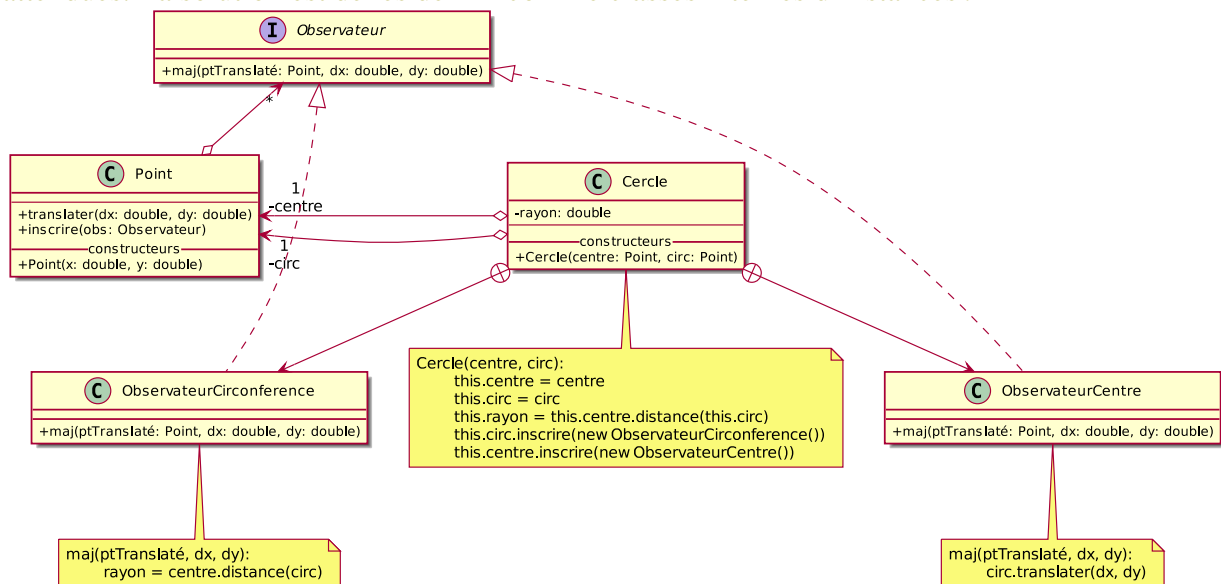 I Observateur
+maj(ptTranslaté: Point, dx: double, dy: double)
*
C Point
+translater(dx: double, dy: double)
+inscrire(obs: Observateur)
constructeurs
+Point(x: double, y: double)
1
-centre
1
-circ
C Cercle
-rayon: double
constructeurs
+Cercle(centre: Point, circ: Point)
C ObservateurCirconference
+maj(ptTranslaté: Point, dx: double, dy: double)
Cercle(centre, circ):
this.centre = centre
this.circ = circ
this.rayon = this.centre.distance(this.circ)
this.circ.inscrire(new ObservateurCirconference())
this.centre.inscrire(new ObservateurCentre())
C ObservateurCentre
+maj(ptTranslaté: Point, dx: double, dy: double)
maj(ptTranslaté, dx, dy):
rayon = centre.distance(circ)
maj(ptTranslaté, dx, dy):
circ.translater(dx, dy)